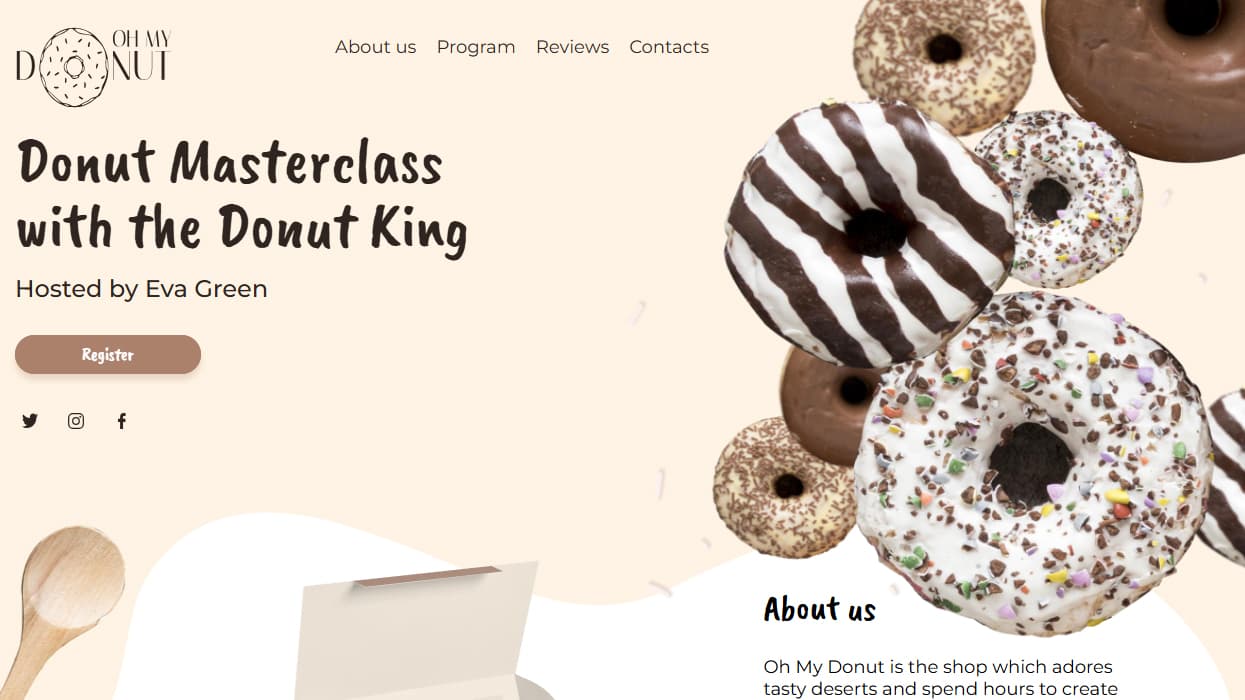 OH MY
DONUT
About us Program Reviews Contacts
Donut Masterclass
with the Donut King
Hosted by Eva Green
Register
About us
Oh My Donut is the shop which adores
tasty deserts and spend hours to create